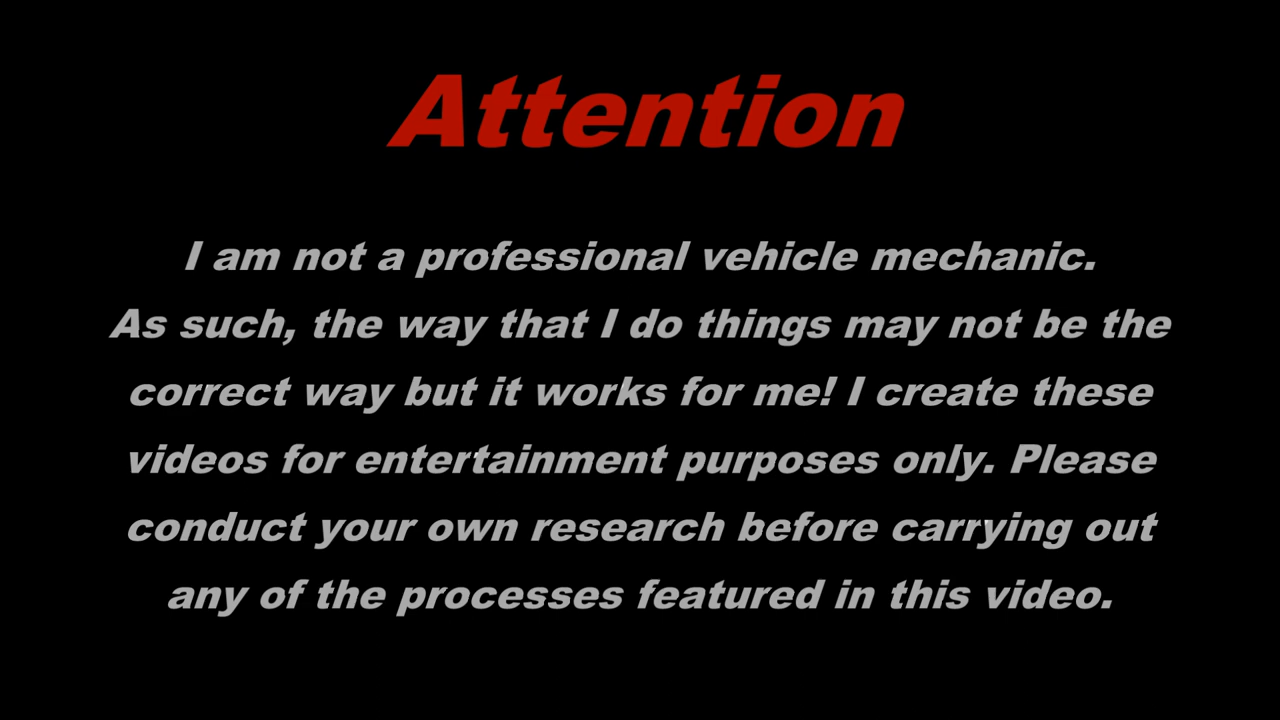 Attention
I am not a professional vehicle mechanic.
As such, the way that I do things may not be the
correct way but it works for me! I create these
videos for entertainment purposes only. Please
conduct your own research before carrying out
any of the processes featured in this video.